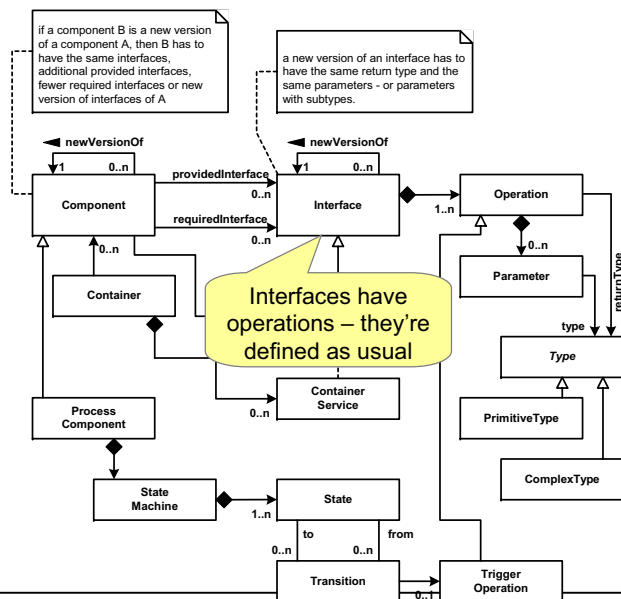 if a component B is a new version
of a component A, then B has to
have the same interfaces,
additional provided interfaces,
fewer required interfaces or new
version of interfaces of A
a new version of an interface has to
have the same return type and the
same parameters - or parameters
with subtypes.
newVersionOf
1
0..n
newVersionOf
1
0..n
providedInterface
0..n
Component
Interface
Operation
1..n
requiredInterface
0..n
0..n
0..n
Container
Parameter
returnType
Interfaces have
operations – they're
defined as usual
type
Type
Process
Component
Container
Service
0..n
PrimitiveType
ComplexType
State
Machine
State
1..n
to
from
0..n
0..n
Transition
0..1
Trigger
Operation